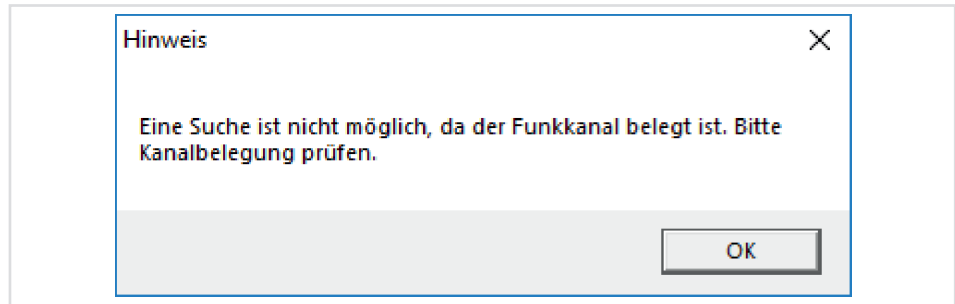 Hinweis
Eine Suche ist nicht möglich, da der Funkkanal belegt ist. Bitte
Kanalbelegung prüfen.
OK